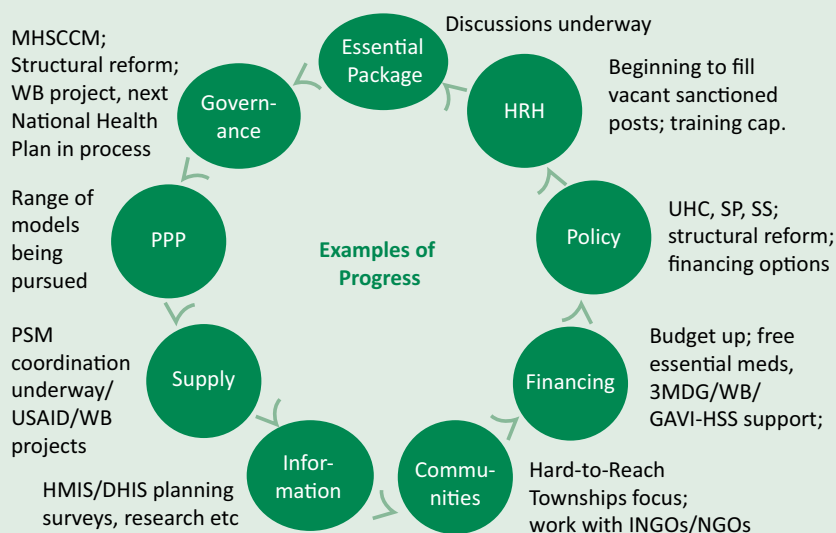 Discussions underway
Essential
Package
MHSCCM;
Structural reform;
WB project, next
National Health
Plan in process
Govern-
ance
HRH
Beginning to fill
vacant sanctioned
posts; training cap.
Range of
models
being
pursued
PPP
Examples of
Progress
Policy
UHC, SP, SS;
structural reform;
financing options
PSM
coordination
underway/
USAID/WB
projects
Supply
Financing
Budget up; free
essential meds,
3MDG/WB/
GAVI-HSS support;
Infor-
mation
Commu-
nities
HMIS/DHIS planning
surveys, research etc
Hard-to-Reach
Townships focus;
work with INGOs/NGOs